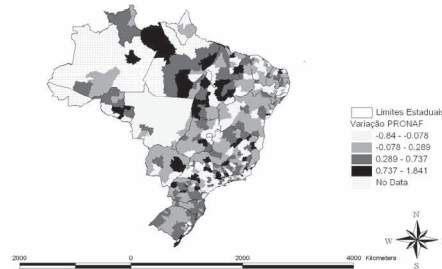 Limites Estaduais
Variação PRONAF
-0.84 - -0.078
-0.078 - 0.289
0.289 - 0.737
0.737 - 1.841
No Data
N
W E
S
2000 0 2000 4000 Kilometers